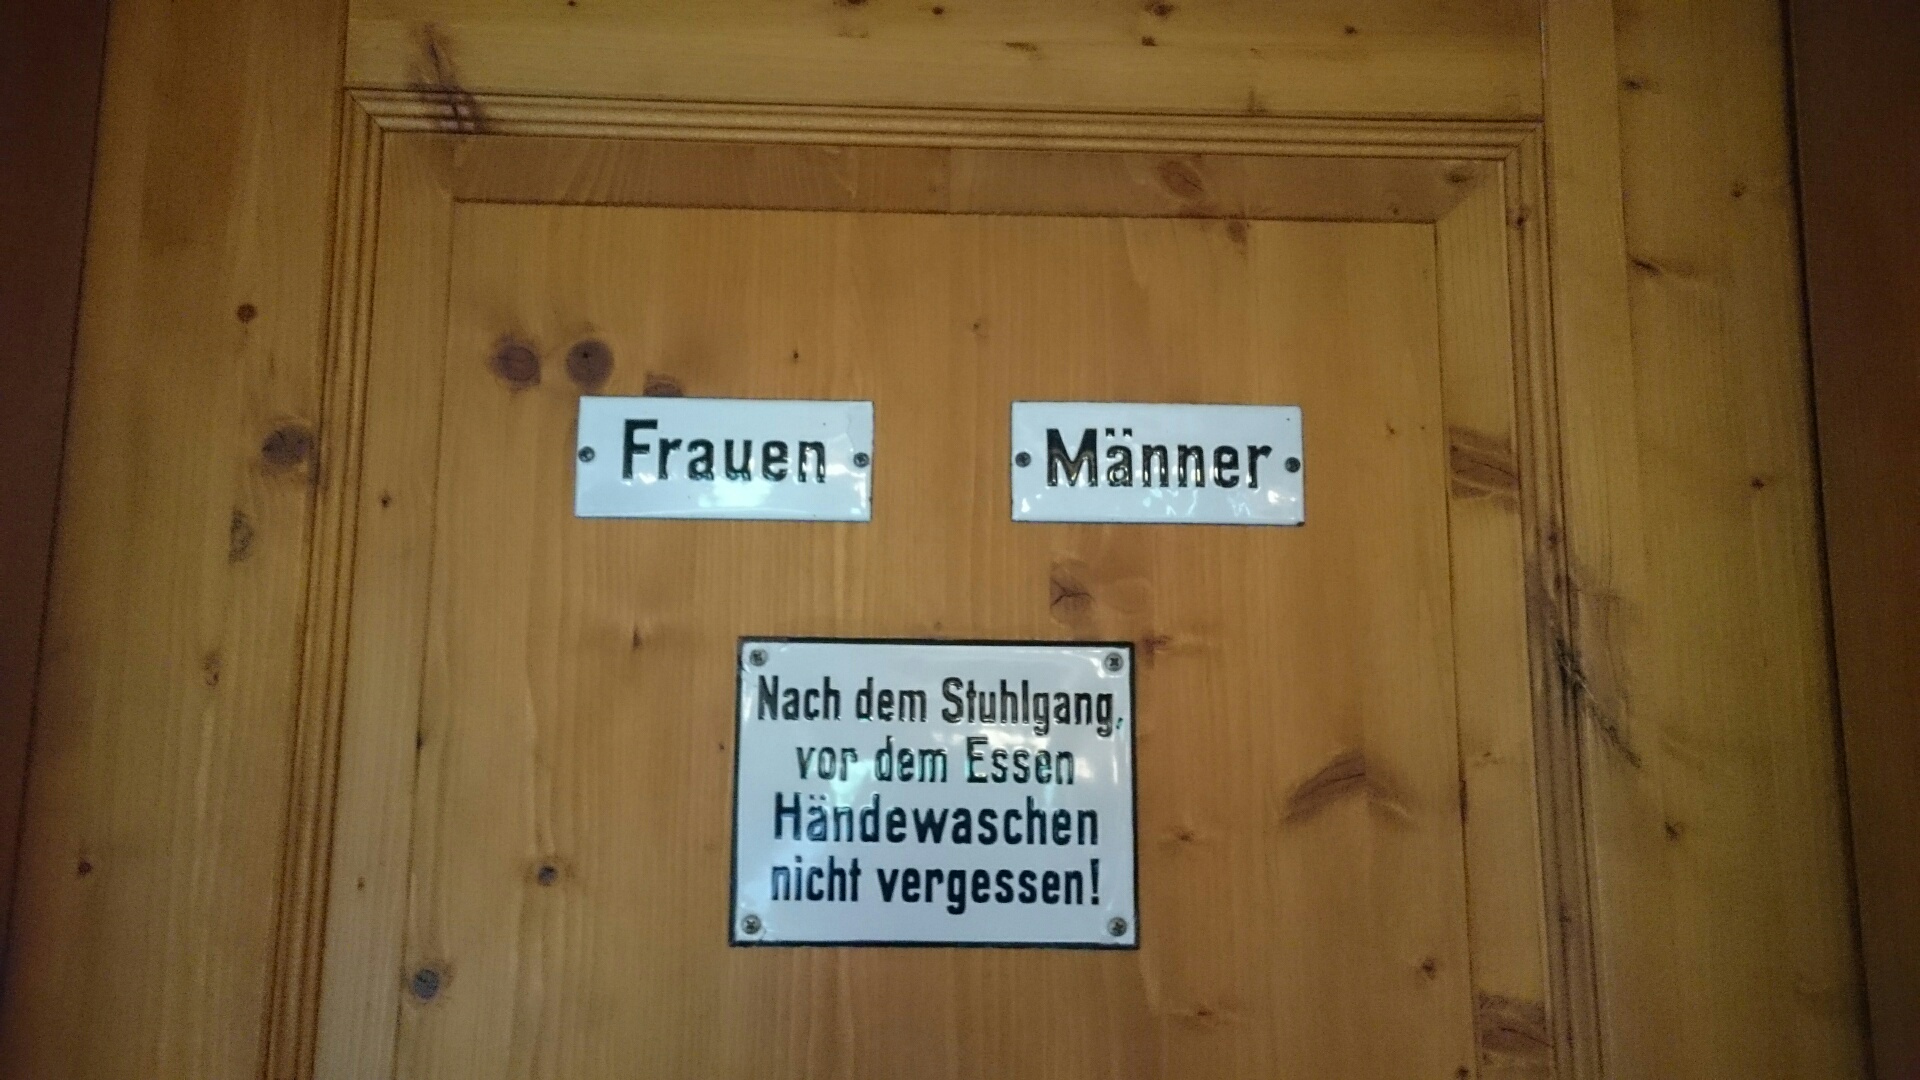 Frauen
Männer
Nach dem Stuhlgang,
vor dem Essen
Händewaschen
nicht vergessen!